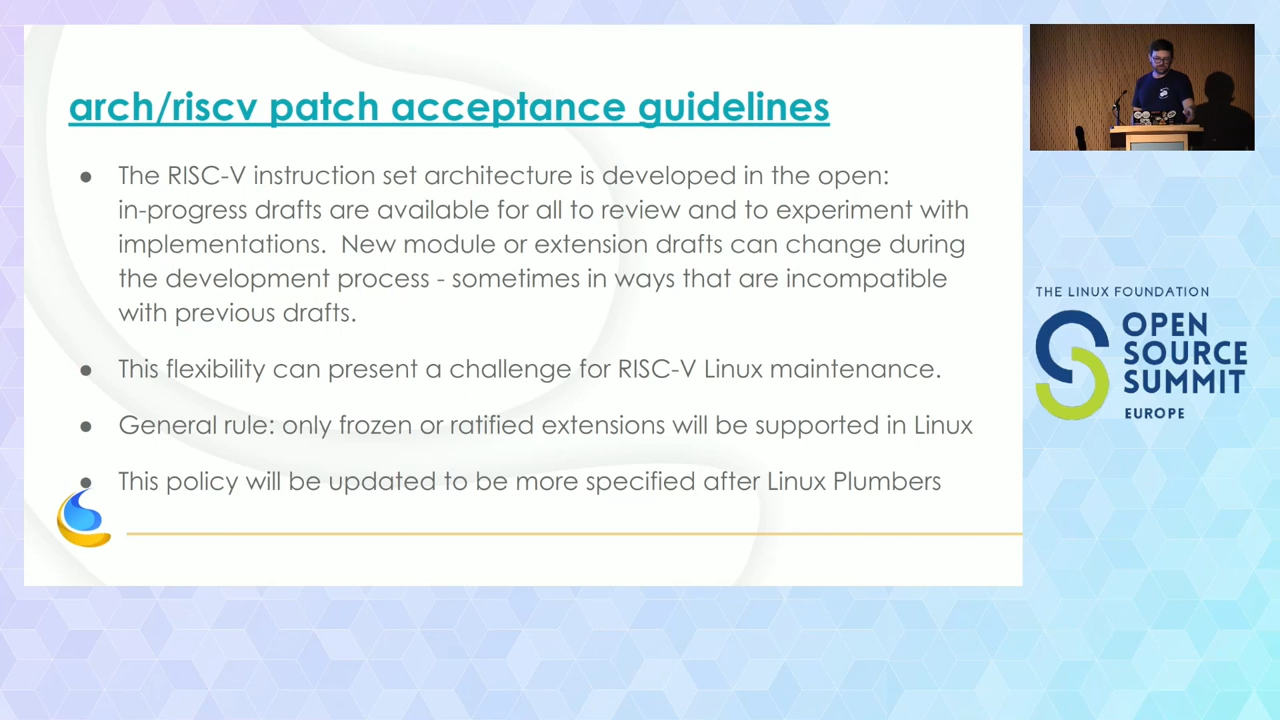 arch/riscv patch acceptance guidelines
● The RISC-V instruction set architecture is developed in the open:
in-progress drafts are available for all to review and to experiment with
implementations.  New module or extension drafts can change during
the development process - sometimes in ways that are incompatible
with previous drafts.
● This flexibility can present a challenge for RISC-V Linux maintenance.
● General rule: only frozen or ratified extensions will be supported in Linux
● This policy will be updated to be more specified after Linux Plumbers
THE LINUX FOUNDATION
OPEN
SOURCE
SUMMIT
EUROPE